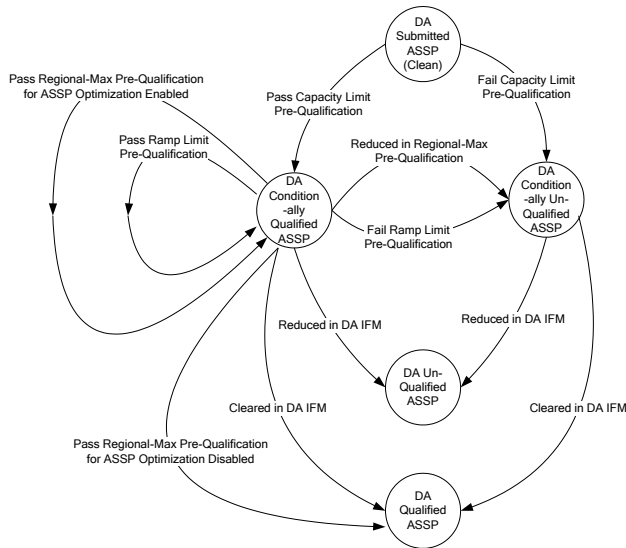 DA
Submitted
ASSP
(Clean)
Pass Regional-Max Pre-Qualification
for ASSP Optimization Enabled
Pass Capacity Limit
Pre-Qualification
Fail Capacity Limit
Pre-Qualification
Pass Ramp Limit
Pre-Qualification
Reduced in Regional-Max
Pre-Qualification
DA
Condition
-ally
Qualified
ASSP
DA
Condition
-ally Un-
Qualified
ASSP
Fail Ramp Limit
Pre-Qualification
Reduced in DA IFM
Reduced in DA IFM
DA Un-
Qualified
ASSP
Cleared in DA IFM
Cleared in DA IFM
Pass Regional-Max Pre-Qualification
for ASSP Optimization Disabled
DA
Qualified
ASSP